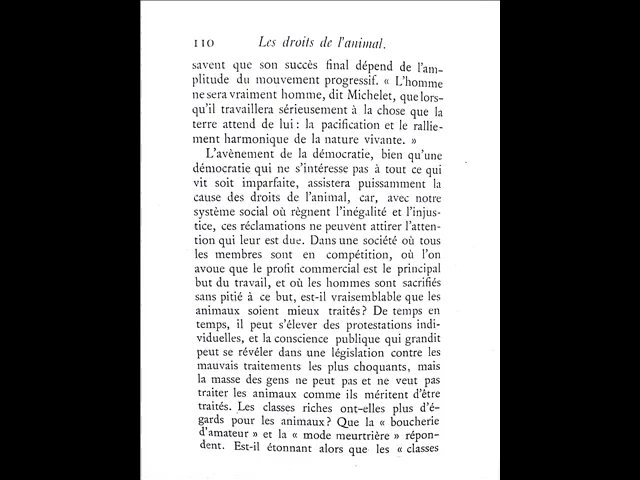 110 Les droits de l'animal.
savent que son succès final dépend de l'am-
plitude du mouvement progressif. « L'homme
ne sera vraiment homme, dit Michelet, que lors-
qu'il travaillera sérieusement à la chose que la
terre attend de lui : la pacification et le rallie-
ment harmonique de la nature vivante. »
L'avènement de la démocratie, bien qu'une
démocratie qui ne s'intéresse pas à tout ce qui
vit soit imparfaite, assistera puissamment la
cause des droits de l'animal, car, avec notre
système social où règnent l'inégalité et l'injus-
tice, ces réclamations ne peuvent attirer l'atten-
tion qui leur est due. Dans une société où tous
les membres sont en compétition, où l'on
avoue que le profit commercial est le principal
but du travail, et où les hommes sont sacrifiés
sans pitié à ce but, est-il vraisemblable que les
animaux soient mieux traités ? De temps en
temps, il peut s'élever des protestations indi-
viduelles, et la conscience publique qui grandit
peut se révéler dans une législation contre les
mauvais traitements les plus choquants, mais
la masse des gens ne peut pas et ne veut pas
traiter les animaux comme ils méritent d'être
traités. Les classes riches ont-elles plus d'é-
gards pour les animaux ? Que la « boucherie
d'amateur » et la « mode meurtrière » répon-
dent. Est-il étonnant alors que les « classes